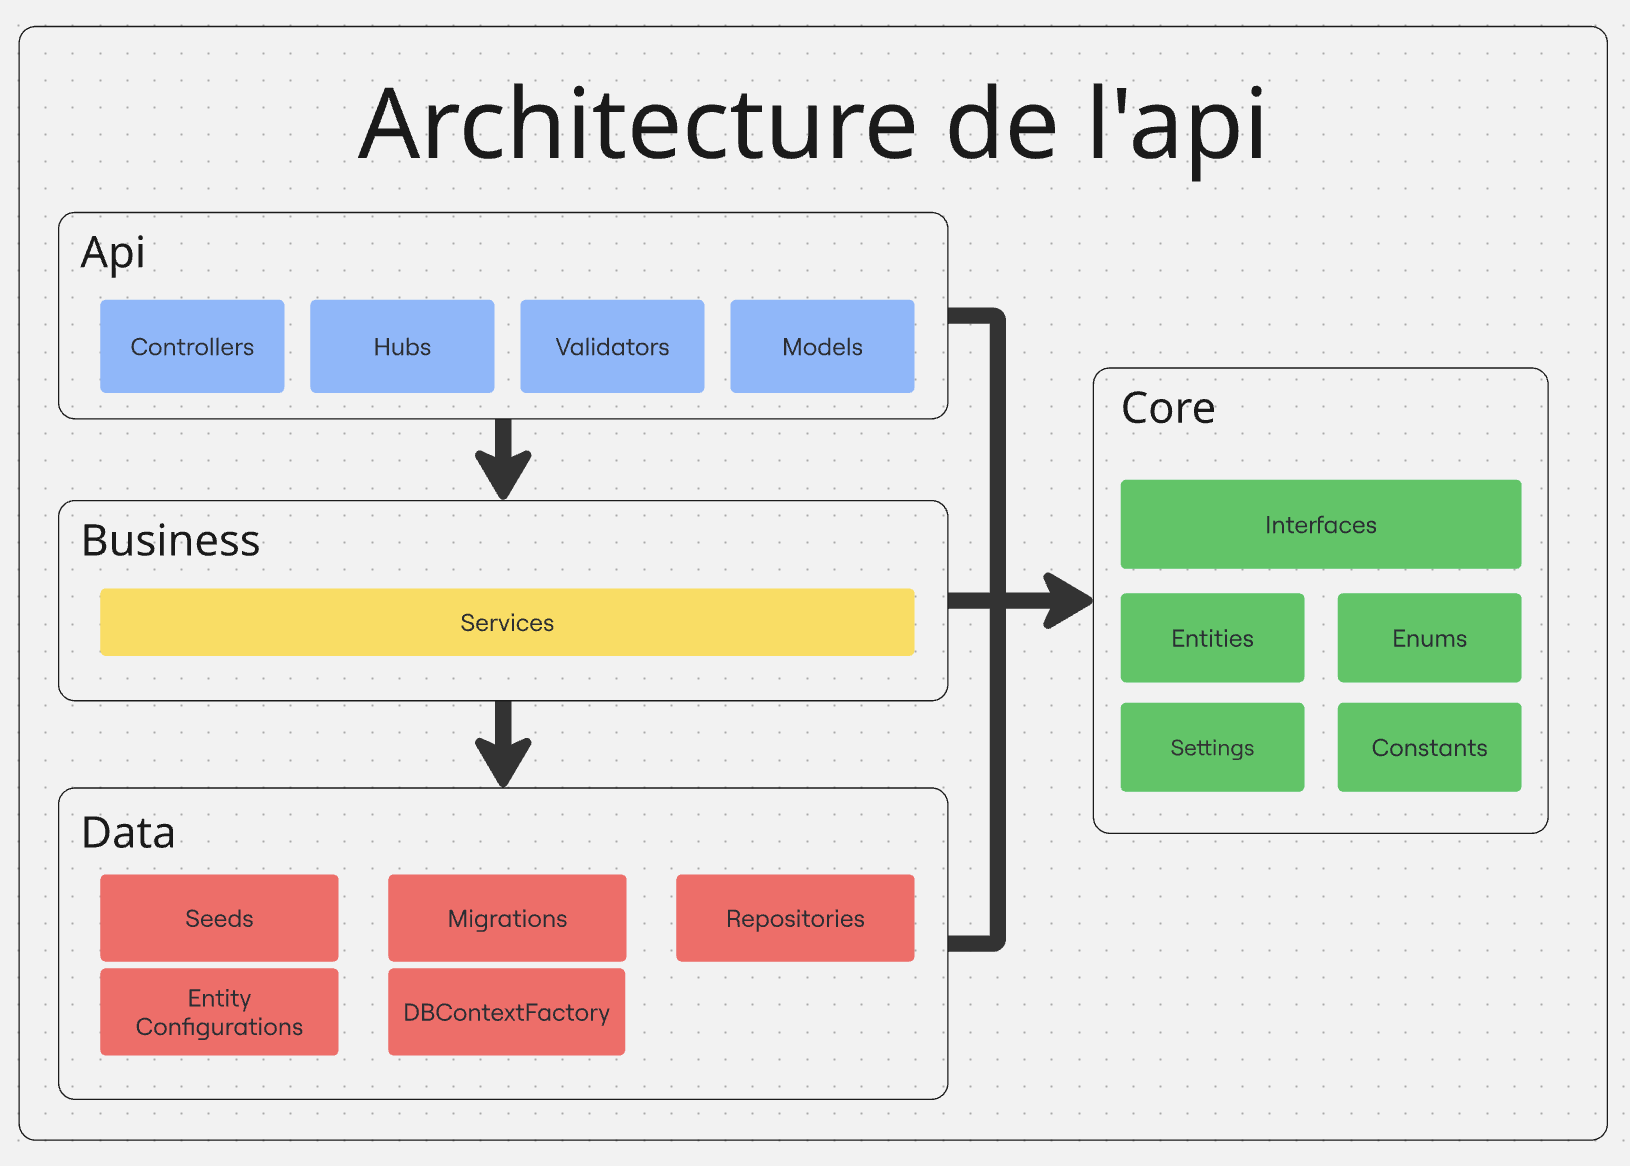 Architecture de l'api
Api
Controllers
Hubs
Validators
Models
Business
Services
Data
Seeds
Migrations
Repositories
Entity
Configurations
DBContextFactory
Core
Interfaces
Entities
Enums
Settings
Constants